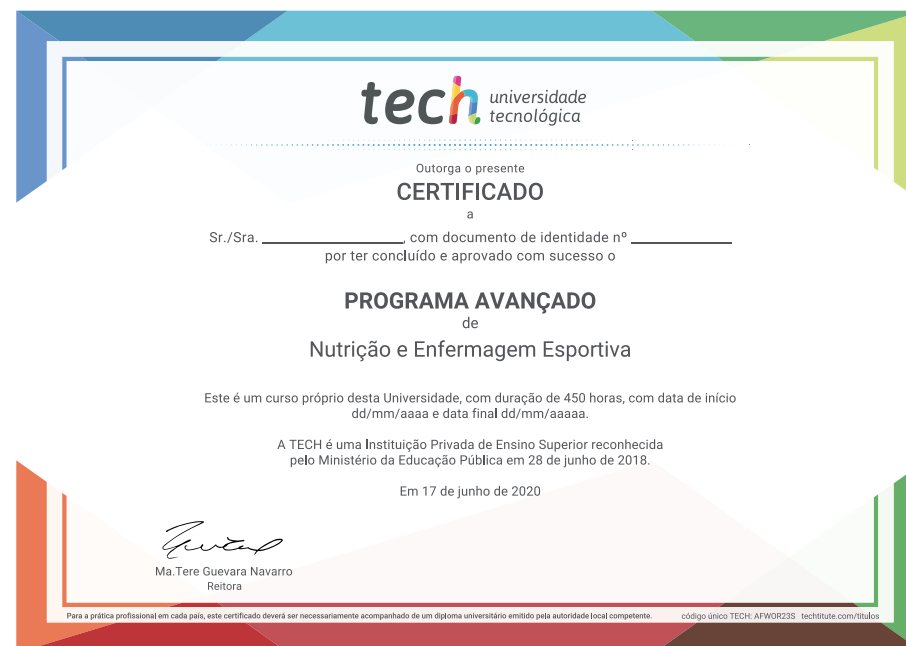 tech universidade
tecnológica
Outorga o presente
CERTIFICADO
a
Sr./Sra. ____________, com documento de identidade nº ____________
por ter concluído e aprovado com sucesso o
PROGRAMA AVANÇADO
de
Nutrição e Enfermagem Esportiva
Este é um curso próprio desta Universidade, com duração de 450 horas, com data de início
dd/mm/aaaa e data final dd/mm/aaaaa.
A TECH é uma Instituição Privada de Ensino Superior reconhecida
pelo Ministério da Educação Pública em 28 de junho de 2018.
Em 17 de junho de 2020
Ma.Tere Guevara Navarro
Reitora
Para a prática profissional em cada país, este certificado deverá ser necessariamente acompanhado de um diploma universitário emitido pela autoridade local competente. código único TECH: AFWOR23S techtitute.com/titulos